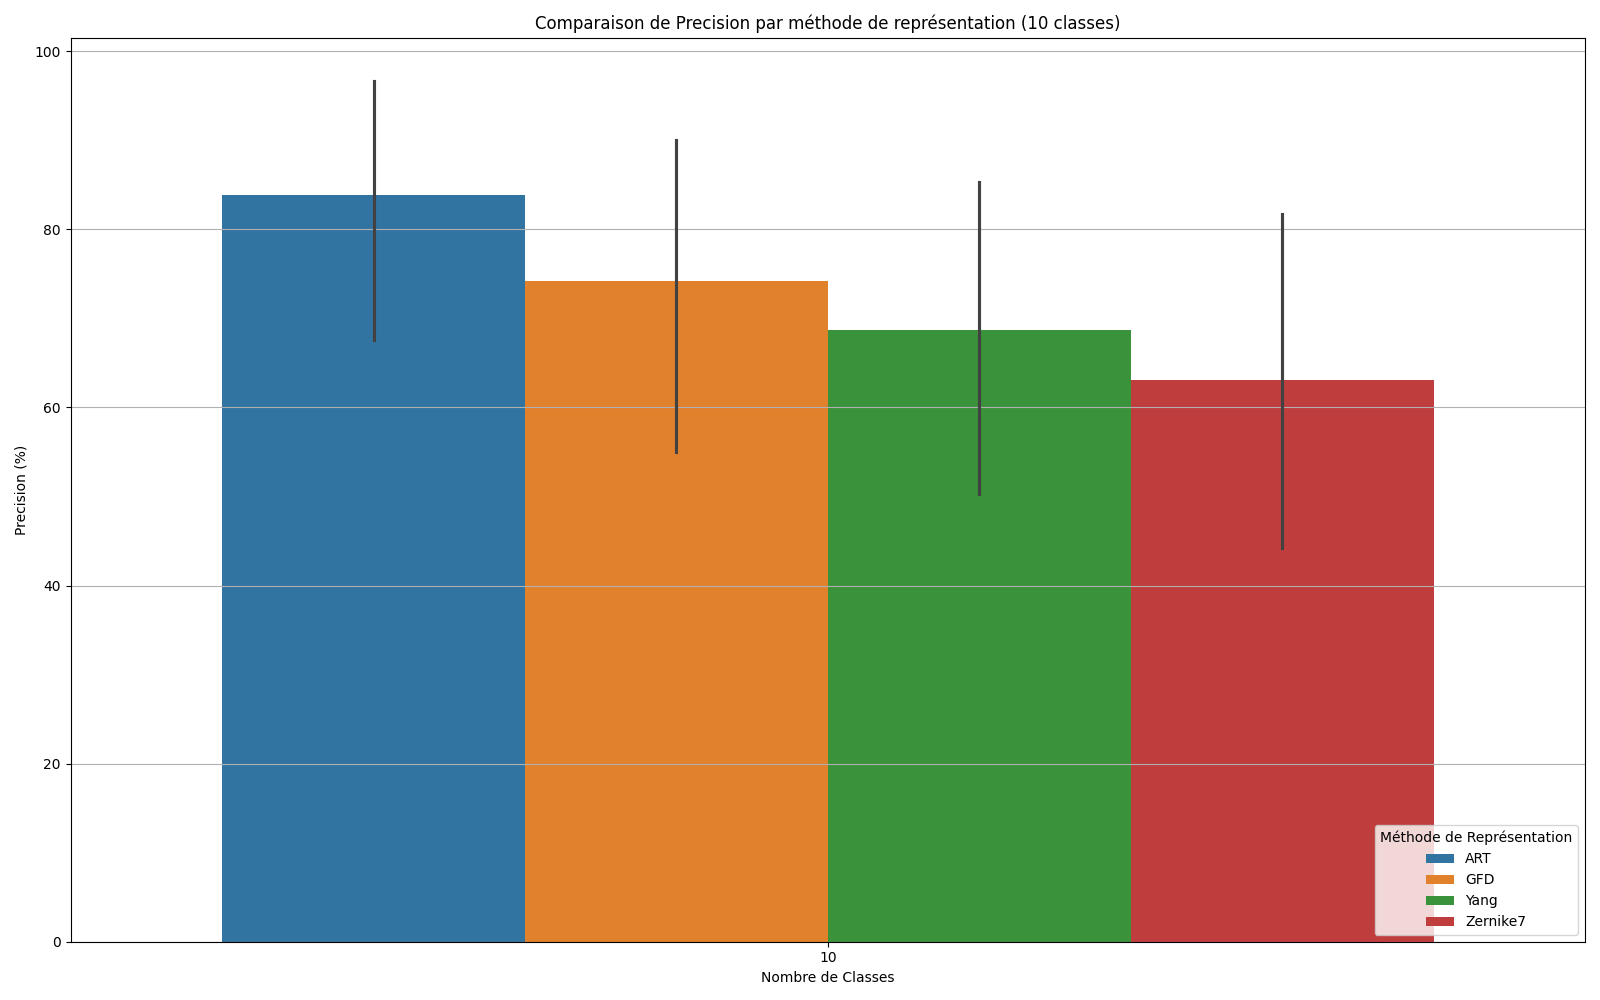 Comparaison de Precision par méthode de représentation (10 classes)
100
80
60
40
20
0
Precision (%)
10
Nombre de Classes
Méthode de Représentation
ART
GFD
Yang
Zernike7